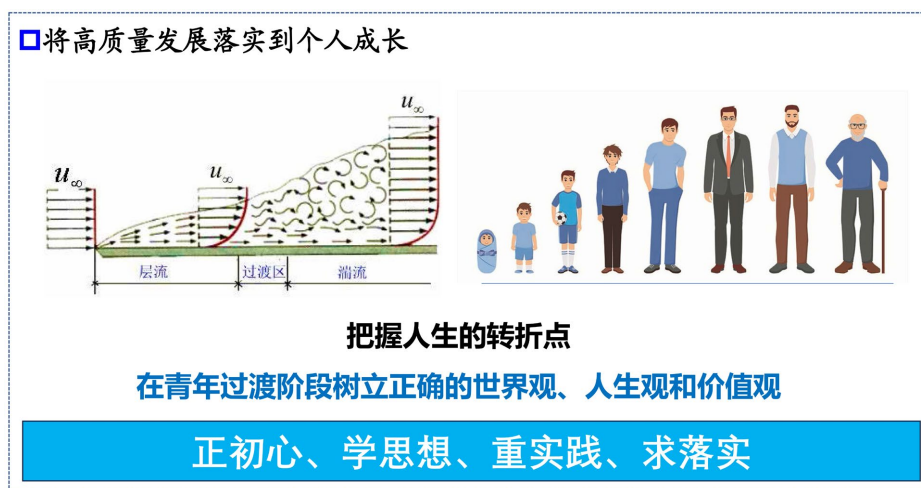 将高质量发展落实到个人成长
u∞
u∞
u∞
层流
过渡区
湍流
把握人生的转折点
在青年过渡阶段树立正确的世界观、人生观和价值观
正初心、学思想、重实践、求落实